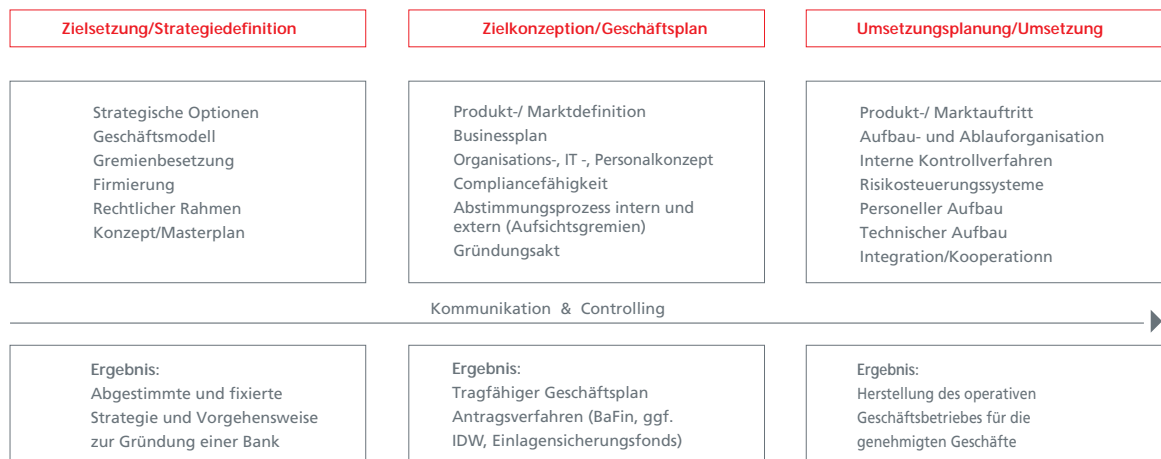 Zielsetzung/Strategiedefinition
Strategische Optionen
Geschäftsmodell
Gremienbesetzung
Firmierung
Rechtlicher Rahmen
Konzept/Masterplan
Zielkonzeption/Geschäftsplan
Produkt-/ Marktdefinition
Businessplan
Organisations-, IT -, Personalkonzept
Compliancefähigkeit
Abstimmungsprozess intern und
extern (Aufsichtsgremien)
Gründungsakt
Umsetzungsplanung/Umsetzung
Produkt-/ Marktauftritt
Aufbau- und Ablauforganisation
Interne Kontrollverfahren
Risikosteuerungssysteme
Personeller Aufbau
Technischer Aufbau
Integration/Kooperationn
Kommunikation & Controlling
Ergebnis:
Abgestimmte und fixierte
Strategie und Vorgehensweise
zur Gründung einer Bank
Ergebnis:
Tragfähiger Geschäftsplan
Antragsverfahren (BaFin, ggf.
IDW, Einlagensicherungsfonds)
Ergebnis:
Herstellung des operativen
Geschäftsbetriebes für die
genehmigten Geschäfte